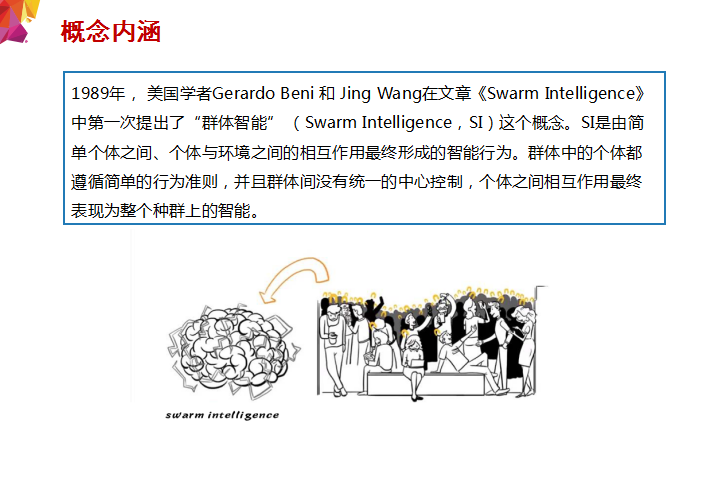 概念内涵
1989年， 美国学者Gerardo Beni 和 Jing Wang在文章《Swarm Intelligence》
中第一次提出了“群体智能” （ Swarm Intelligence，SI）这个概念。SI是由简
单个体之间、个体与环境之间的相互作用最终形成的智能行为。群体中的个体都
遵循简单的行为准则，并且群体间没有统一的中心控制，个体之间相互作用最终
表现为整个种群上的智能。
swarm intelligence